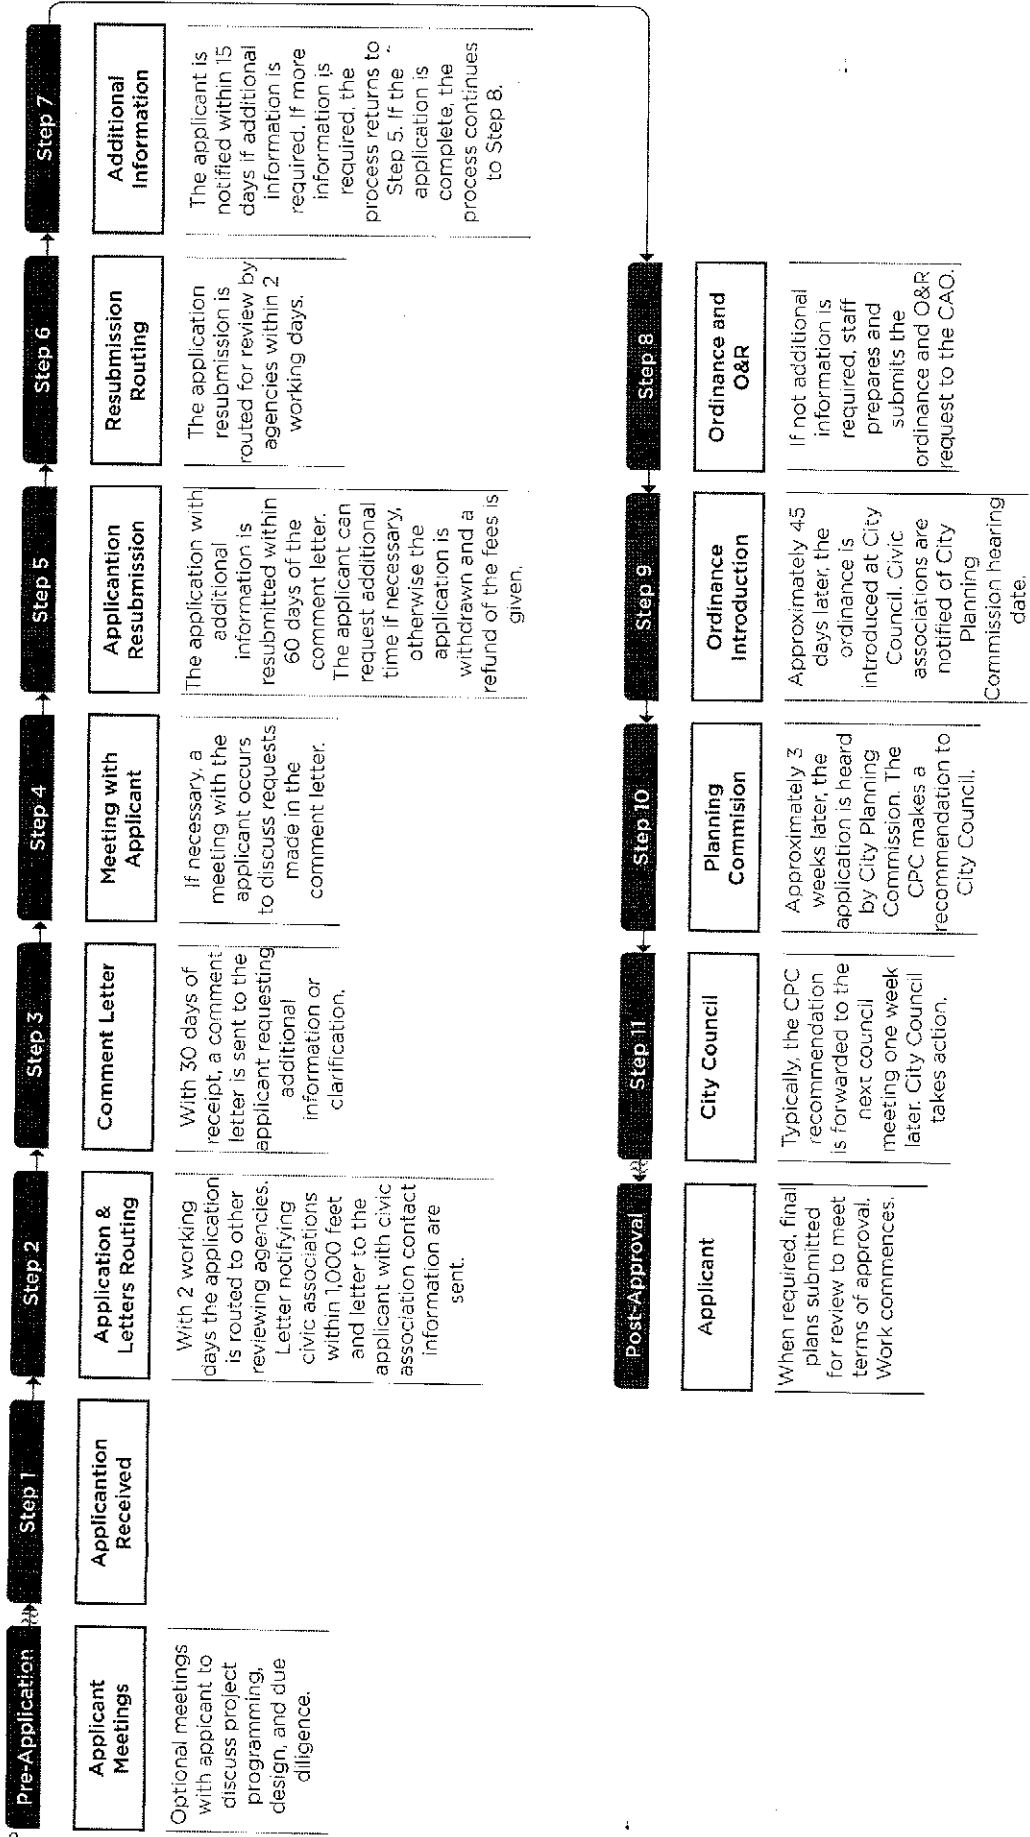 Pre-Application
Applicant
Meetings
Optional meetings
with appicant to
discuss project
programming,
design, and due
diligence.
Step 1
Applicantion
Received
Step 2
Application &
Letters Routing
With 2 working
days the application
is routed to other
reviewing agencies.
Letter notifying
civic associations
within 1,000 feet
and letter to the
applicant with civic
association contact
information are
sent.
Step 3
Comment Letter
With 30 days of
receipt, a comment
letter is sent to the
applicant requesting
additional
information or
clarification.
Step 4
Meeting with
Applicant
If necessary, a
meeting with the
applicant occurs
to discuss requests
made in the
comment letter.
Step 5
Applicantion
Resubmission
The application with
additional
information is
resubmitted within
60 days of the
comment letter.
The applicant can
request additional
time if necessary,
otherwise the
application is
withdrawn and a
refund of the fees is
given.
Step 6
Resubmission
Routing
The application
resubmission is
routed for review by
agencies within 2
working days.
Step 7
Additional
Information
The applicant is
notified within 15
days if additional
information is
required. If more
information is
required, the
process returns to
Step 5. If the
application is
complete, the
process continues
to Step 8.
Step 8
Ordinance and
O&R
If not additional
information is
required, staff
prepares and
submits the
ordinance and O&R
request to the CAO.
Step 9
Ordinance
Introduction
Approximately 45
days later, the
ordinance is
introduced at City
Council. Civic
associations are
notified of City
Planning
Commission hearing
date.
Step 10
Planning
Commision
Approximately 3
weeks later, the
application is heard
by City Planning
Commission. The
CPC makes a
recommendation to
City Council.
Step 11
City Council
Typically, the CPC
recommendation
is forwarded to the
next council
meeting one week
later. City Council
takes action.
Post-Approval
Applicant
When required, final
plans submitted
for review to meet
terms of approval.
Work commences.